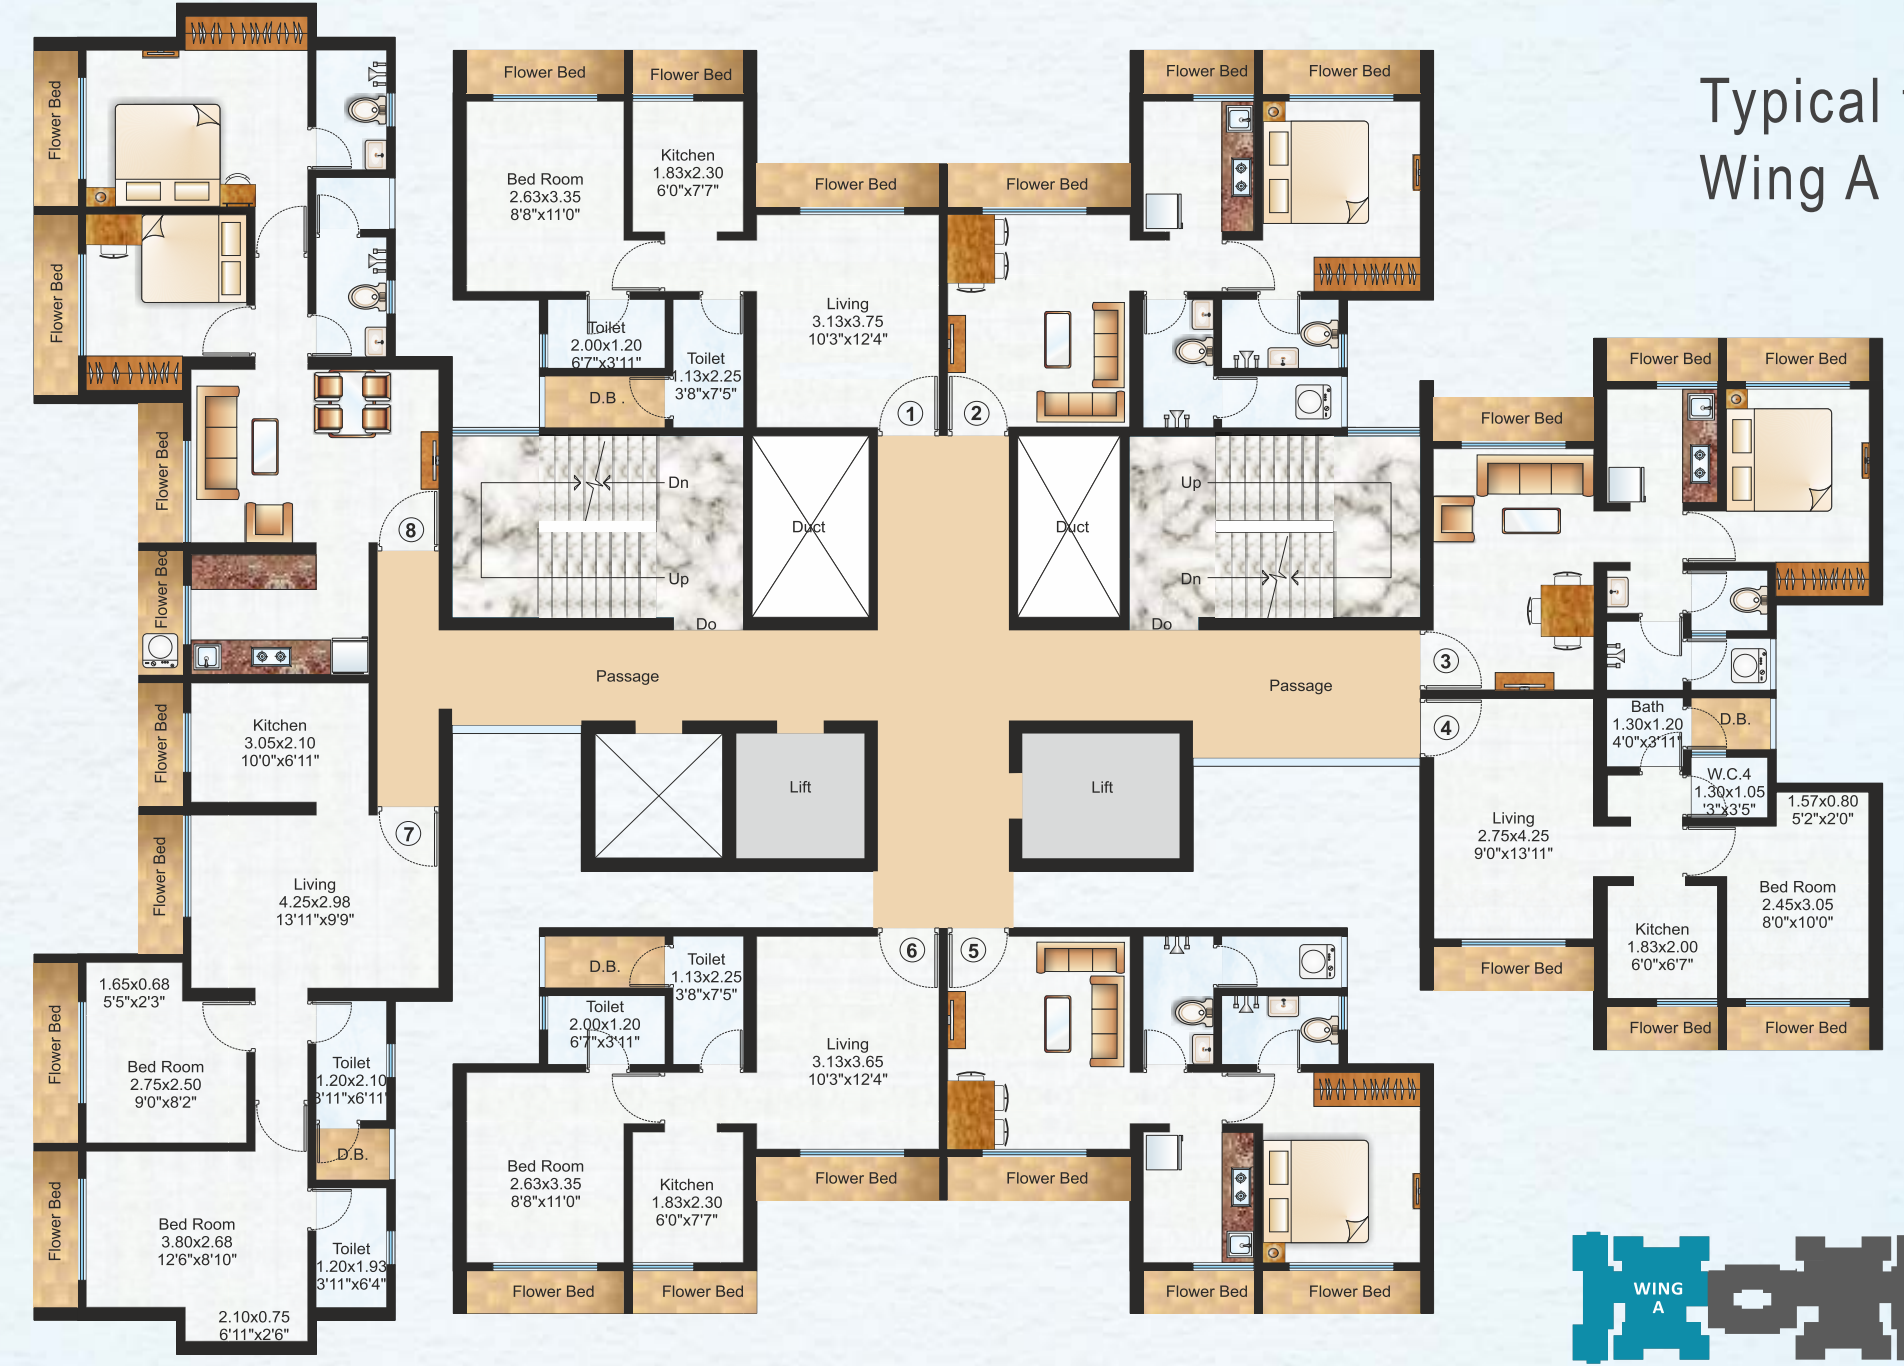 Typical
Wing A
Flower Bed
Flower Bed
Flower Bed
Flower Bed
Flower Bed
Flower Bed
Flower Bed
Flower Bed
Bed Room
2.63x3.35
8'8"x11'0"
Kitchen
1.83x2.30
6'0"x7'7"
Living
3.13x3.75
10'3"x12'4"
Toilet
2.00x1.20
6'7"x3'11"
Toilet
1.13x2.25
3'8"x7'5"
D.B.
1
2
Flower Bed
Flower Bed
Flower Bed
Flower Bed
Flower Bed
8
Dn
Up
Do
Duct
Duct
Up
Dn
Do
Passage
Passage
3
4
Lift
Lift
Bath
1.30x1.20
4'0"x3'11"
D.B.
W.C.4
1.30x1.05
'3"x3'5"
1.57x0.80
5'2"x2'0"
Living
2.75x4.25
9'0"x13'11"
Bed Room
2.45x3.05
8'0"x10'0"
Kitchen
1.83x2.00
6'0"x6'7"
Flower Bed
Flower Bed
Flower Bed
Flower Bed
Kitchen
3.05x2.10
10'0"x6'11"
7
Flower Bed
Living
4.25x2.98
13'11"x9'9"
1.65x0.68
5'5"x2'3"
Flower Bed
Bed Room
2.75x2.50
9'0"x8'2"
Toilet
1.20x2.10
3'11"x6'11"
D.B.
Flower Bed
Bed Room
3.80x2.68
12'6"x8'10"
Toilet
1.20x1.93
3'11"x6'4"
2.10x0.75
6'11"x2'6"
6
5
D.B.
Toilet
1.13x2.25
3'8"x7'5"
Toilet
2.00x1.20
6'7"x3'11"
Living
3.13x3.65
10'3"x12'4"
Bed Room
2.63x3.35
8'8"x11'0"
Kitchen
1.83x2.30
6'0"x7'7"
Flower Bed
Flower Bed
Flower Bed
Flower Bed
Flower Bed
Flower Bed
WING
A